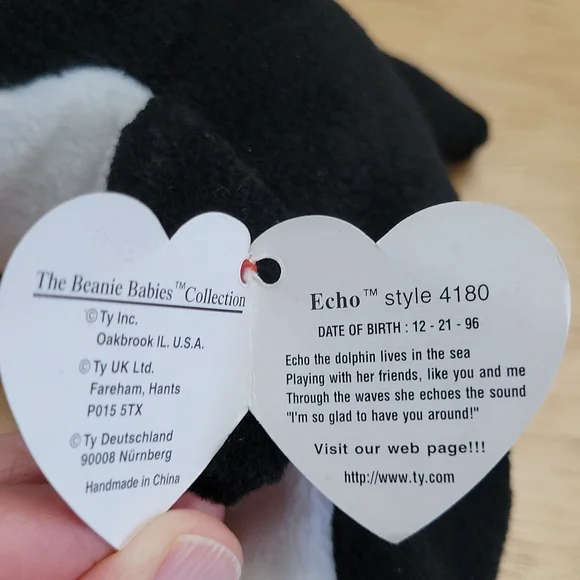 The Beanie Babies™Collection
©Ty Inc.
Oakbrook IL. U.S.A.
©Ty UK Ltd.
Fareham, Hants
P015 5TX
©Ty Deutschland
90008 Nürnberg
Handmade in China
Echo™ style 4180
DATE OF BIRTH : 12 - 21 - 96
Echo the dolphin lives in the sea
Playing with her friends, like you and me
Through the waves she echoes the sound
"I'm so glad to have you around!"
Visit our web page!!!
http://www.ty.com